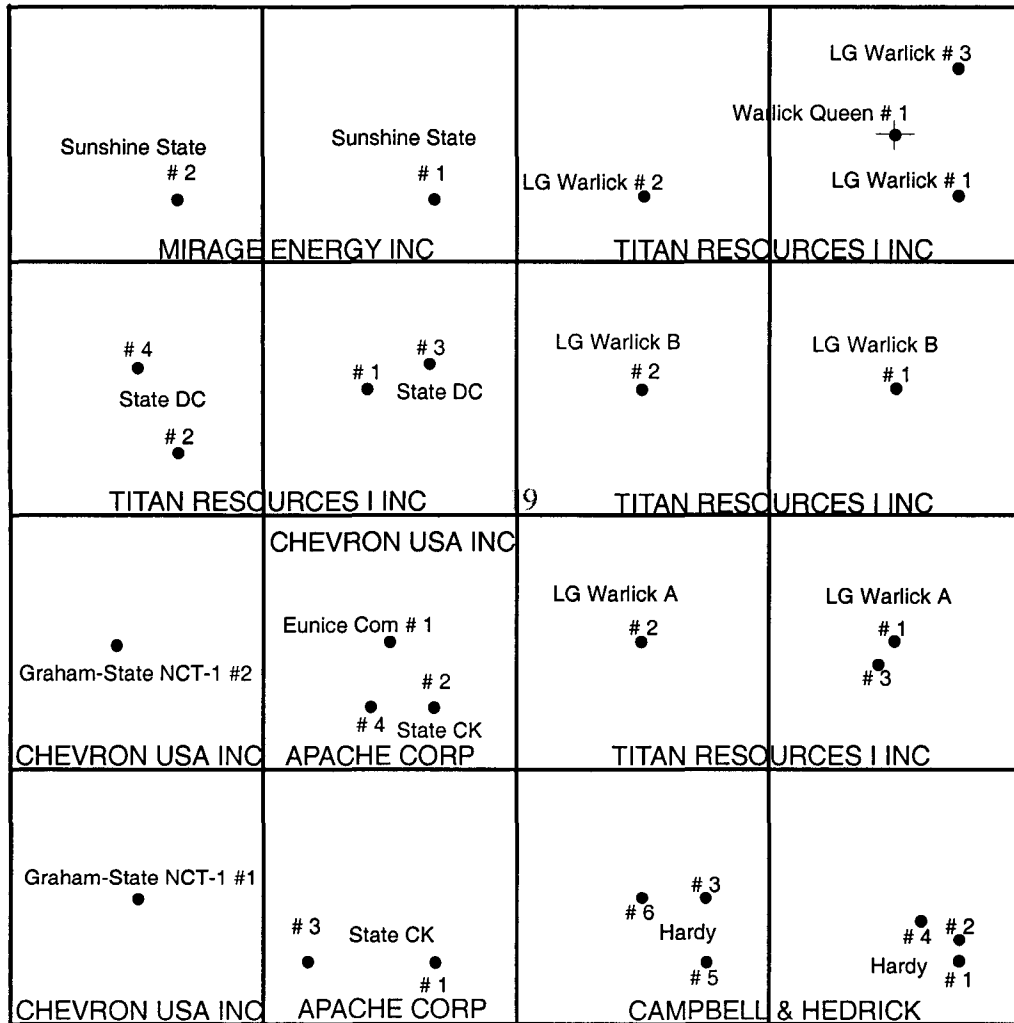 LG Warlick # 3
Warlick Queen # 1
Sunshine State
# 2
Sunshine State
# 1
LG Warlick # 2
LG Warlick # 1
MIRAGE ENERGY INC
TITAN RESOURCES I INC
# 4
State DC
# 2
# 3
# 1
State DC
LG Warlick B
# 2
LG Warlick B
# 1
TITAN RESOURCES I INC
9
TITAN RESOURCES I INC
CHEVRON USA INC
Graham-State NCT-1 #2
Eunice Com # 1
# 2
# 4
State CK
LG Warlick A
# 2
LG Warlick A
# 1
# 3
CHEVRON USA INC
APACHE CORP
TITAN RESOURCES I INC
Graham-State NCT-1 #1
# 3
State CK
# 1
# 3
# 6
Hardy
# 5
# 4
# 2
Hardy
# 1
CHEVRON USA INC
APACHE CORP
CAMPBELL & HEDRICK